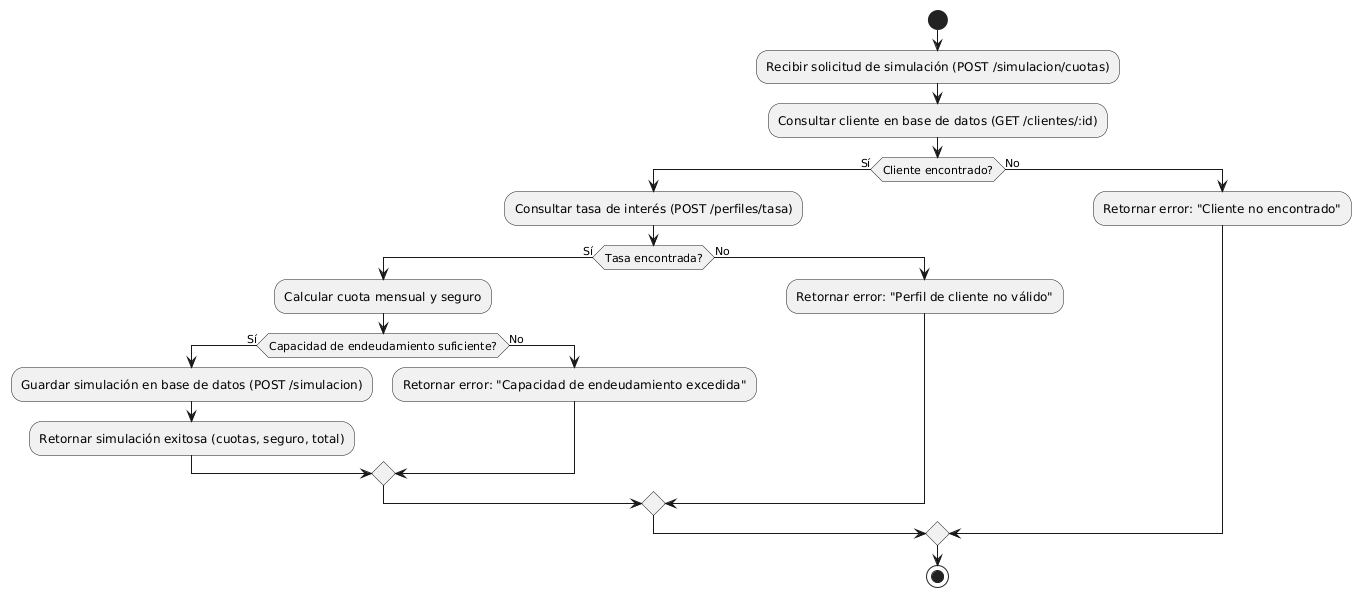 Recibir solicitud de simulación (POST /simulacion/cuotas)
Consultar cliente en base de datos (GET /clientes/:id)
Sí
Cliente encontrado?
No
Consultar tasa de interés (POST /perfiles/tasa)
Retornar error: "Cliente no encontrado"
Sí
Tasa encontrada?
No
Calcular cuota mensual y seguro
Retornar error: "Perfil de cliente no válido"
Sí
Capacidad de endeudamiento suficiente?
No
Guardar simulación en base de datos (POST /simulacion)
Retornar error: "Capacidad de endeudamiento excedida"
Retornar simulación exitosa (cuotas, seguro, total)